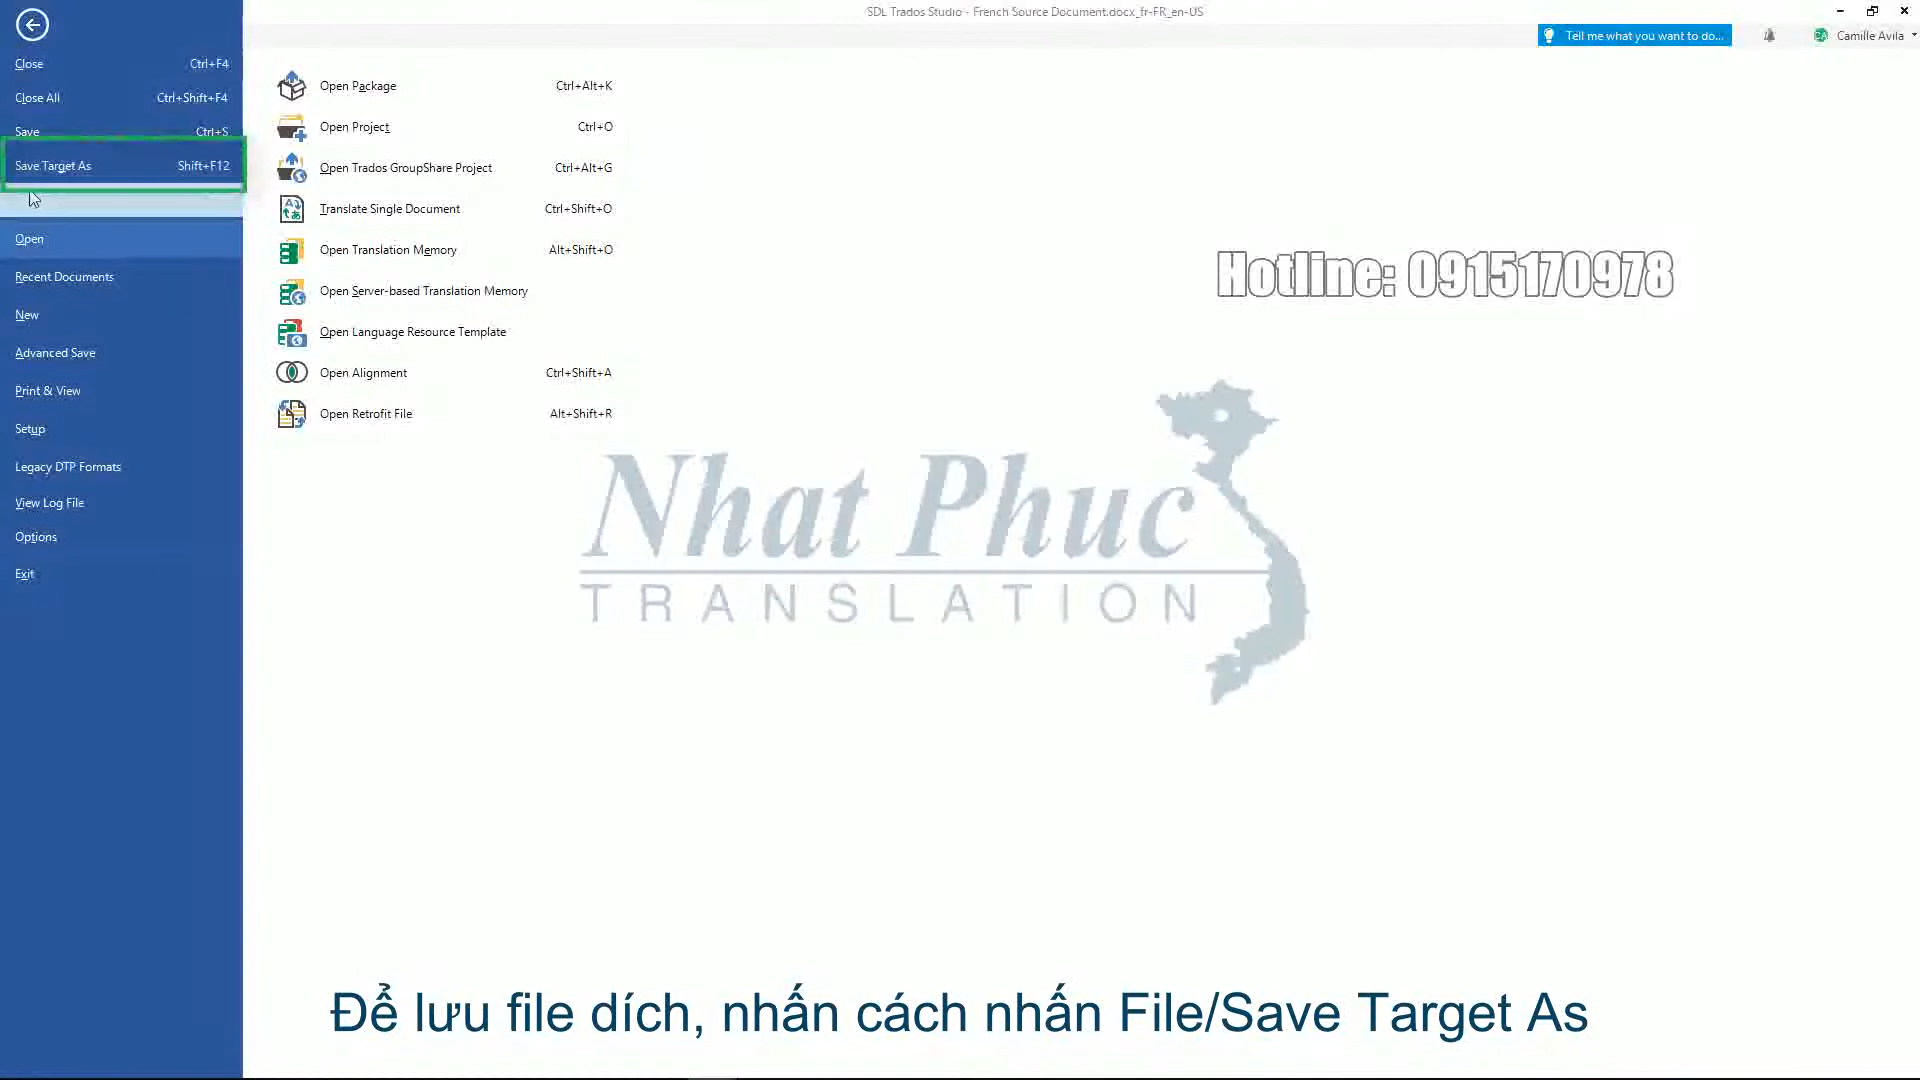 SDL Trados Studio - French Source Document.docx_fr-FR_en-US
Tell me what you want to do...
CA Camille Avila
Close Ctrl+F4
Close All Ctrl+Shift+F4
Save Ctrl+S
Save Target As Shift+F12
Open
Recent Documents
New
Advanced Save
Print & View
Setup
Legacy DTP Formats
View Log File
Options
Exit
Open Package Ctrl+Alt+K
Open Project Ctrl+O
Open Trados GroupShare Project Ctrl+Alt+G
Translate Single Document Ctrl+Shift+O
Open Translation Memory Alt+Shift+O
Open Server-based Translation Memory
Open Language Resource Template
Open Alignment Ctrl+Shift+A
Open Retrofit File Alt+Shift+R
Hotline: 0915170978
Nhat Phuc
TRANSLATION
Để lưu file dích, nhấn cách nhấn File/Save Target As